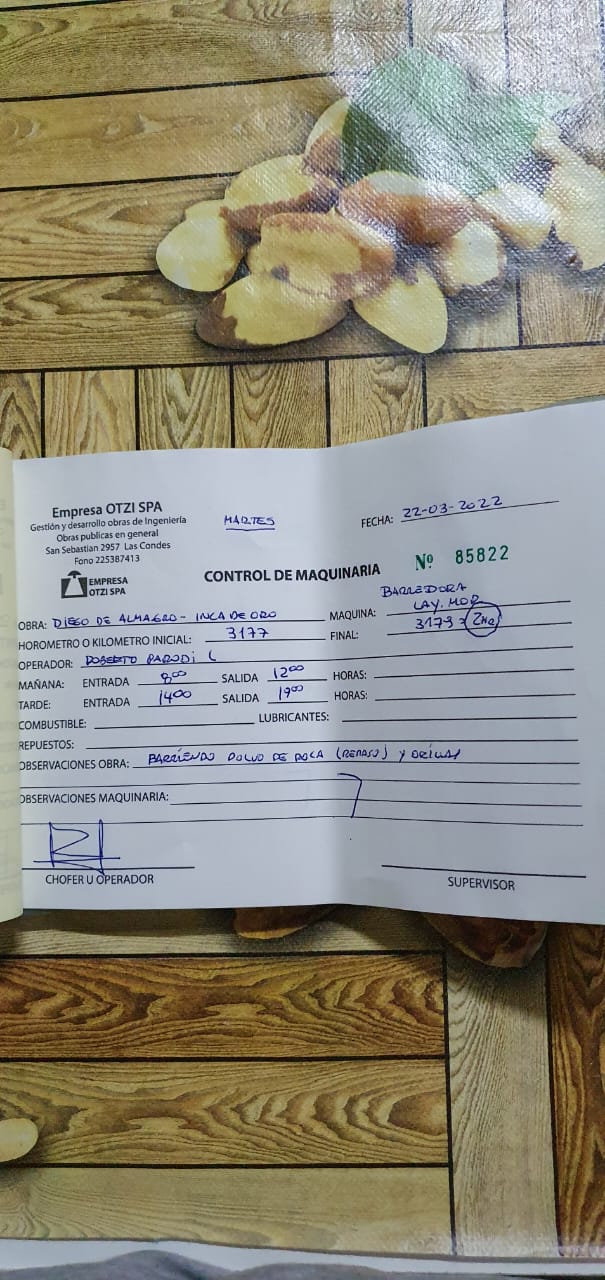 Empresa OTZI SPA
Gestión y desarrollo obras de Ingeniería
Obras publicas en general
San Sebastian 2957 Las Condes
Fono 225387413
EMPRESA
OTZI SPA
MARTES
FECHA: 22-03-2022
Nº 85822
CONTROL DE MAQUINARIA
BARREDORA
OBRA: DIEGO DE ALMAGRO - INCA DE ORO MAQUINA: LAY. MOR
HOROMETRO O KILOMETRO INICIAL: 3177 FINAL: 3179 2HR
OPERADOR: ROBERTO PARODI C
MAÑANA: ENTRADA 8:00 SALIDA 12:00 HORAS:
TARDE: ENTRADA 14:00 SALIDA 19:00 HORAS:
COMBUSTIBLE: LUBRICANTES:
REPUESTOS:
OBSERVACIONES OBRA: BARRIENDO POLVO DE ROCA (REPASO) Y ORILLAS
OBSERVACIONES MAQUINARIA:
CHOFER U OPERADOR SUPERVISOR